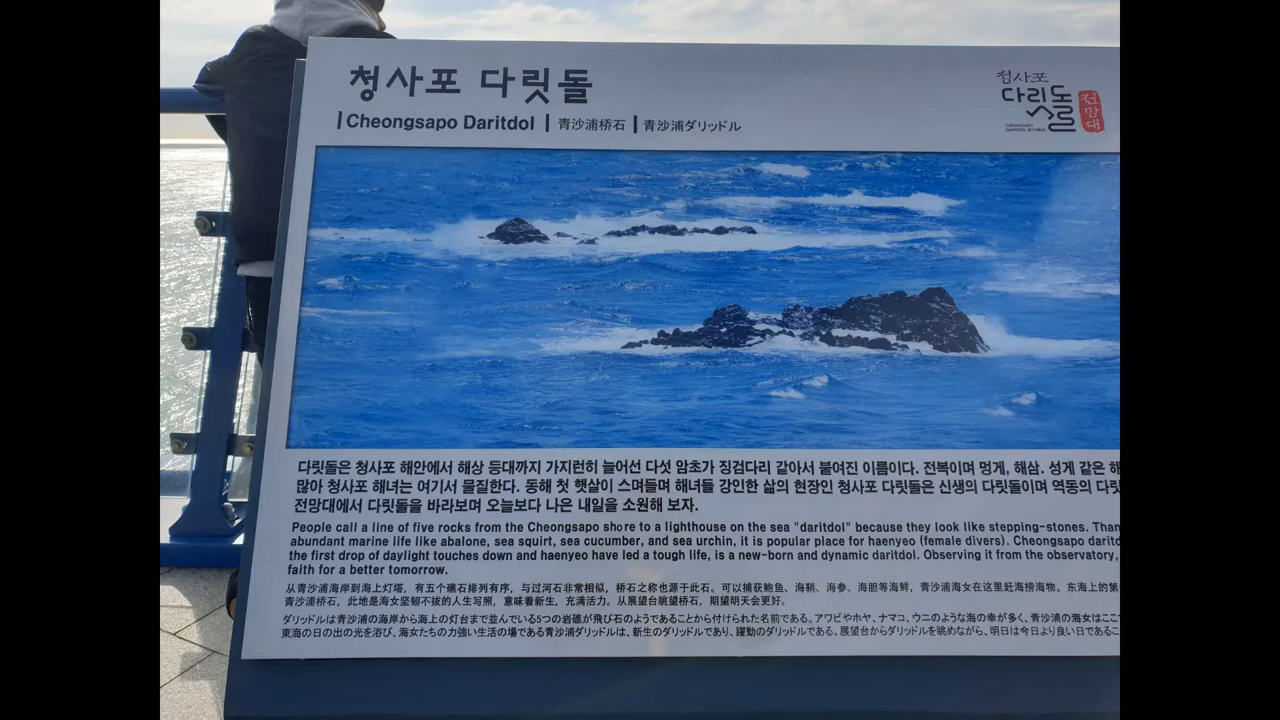 청사포 다릿돌
Cheongsapo Daritdol | 青沙浦桥石 | 青沙浦ダリッドル
청사포
다릿돌
전망대
CHEONGSAPO
DARITDOL SKYWALK
다릿돌은 청사포 해안에서 해상 등대까지 가지런히 늘어선 다섯 암초가 징검다리 같아서 붙여진 이름이다. 전복이며 멍게, 해삼. 성게 같은 해
많아 청사포 해녀는 여기서 물질한다. 동해 첫 햇살이 스며들며 해녀들 강인한 삶의 현장인 청사포 다릿돌은 신생의 다릿돌이며 역동의 다릿
전망대에서 다릿돌을 바라보며 오늘보다 나은 내일을 소원해 보자.
People call a line of five rocks from the Cheongsapo shore to a lighthouse on the sea "daritdol" because they look like stepping-stones. Than
abundant marine life like abalone, sea squirt, sea cucumber, and sea urchin, it is popular place for haenyeo (female divers). Cheongsapo daritd
the first drop of daylight touches down and haenyeo have led a tough life, is a new-born and dynamic daritdol. Observing it from the observatory,
faith for a better tomorrow.
从青沙浦海岸到海上灯塔，有五个礁石排列有序，与过河石非常相似，桥石之称也源于此石。可以捕获鲍鱼、海鞘、海参、海胆等海鲜，青沙浦海女在这里赶海捞海物。东海上的第
青沙浦桥石，此地是海女坚韧不拔的人生写照，意味着新生，充满活力。从展望台眺望桥石，期望明天会更好。
ダリッドルは青沙浦の海岸から海上の灯台まで並んでいる5つの岩礁が飛び石のようであることから付けられた名前である。アワビやホヤ、ナマコ、ウニのような海の幸が多く、青沙浦の海女はここ
東海の日の出の光を浴び、海女たちの力強い生活の場である青沙浦ダリッドルは、新生のダリッドルであり、躍動のダリッドルである。展望台からダリッドルを眺めながら、明日は今日より良い日であるこ